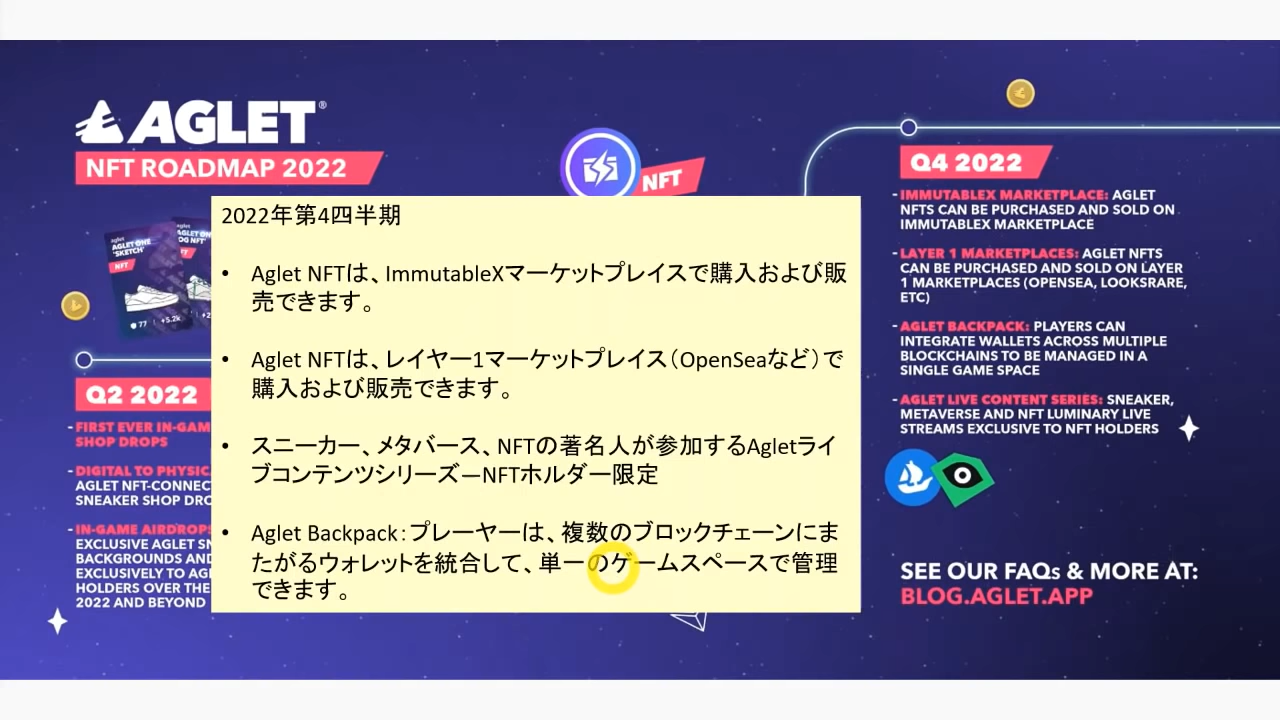 AGLET®
NFT ROADMAP 2022
NFT
aglet
AGLET ONE
"SKETCH"
NFT
77
+5.2k
Q2 2022
- FIRST EVER IN-GAM
SHOP DROPS
- DIGITAL TO PHYSIC
AGLET NFT-CONNEC
SNEAKER SHOP DRO
- IN-GAME AIRDROPS
EXCLUSIVE AGLET SN
BACKGROUNDS AND
EXCLUSIVELY TO AGL
HOLDERS OVER THE
2022 AND BEYOND
2022年第4四半期
• Aglet NFTは、ImmutableXマーケットプレイスで購入および販
売できます。
• Aglet NFTは、レイヤー1マーケットプレイス（OpenSeaなど）で
購入および販売できます。
• スニーカー、メタバース、NFTの著名人が参加するAgletライ
ブコンテンツシリーズ—NFTホルダー限定
• Aglet Backpack：プレーヤーは、複数のブロックチェーンにま
たがるウォレットを統合して、単一のゲームスペースで管理
できます。
Q4 2022
- IMMUTABLEX MARKETPLACE: AGLET
NFTS CAN BE PURCHASED AND SOLD ON
IMMUTABLEX MARKETPLACE
- LAYER 1 MARKETPLACES: AGLET NFTS
CAN BE PURCHASED AND SOLD ON LAYER
1 MARKETPLACES (OPENSEA, LOOKSRARE,
ETC)
- AGLET BACKPACK: PLAYERS CAN
INTEGRATE WALLETS ACROSS MULTIPLE
BLOCKCHAINS TO BE MANAGED IN A
SINGLE GAME SPACE
- AGLET LIVE CONTENT SERIES: SNEAKER,
METAVERSE AND NFT LUMINARY LIVE
STREAMS EXCLUSIVE TO NFT HOLDERS
SEE OUR FAQs & MORE AT:
BLOG.AGLET.APP